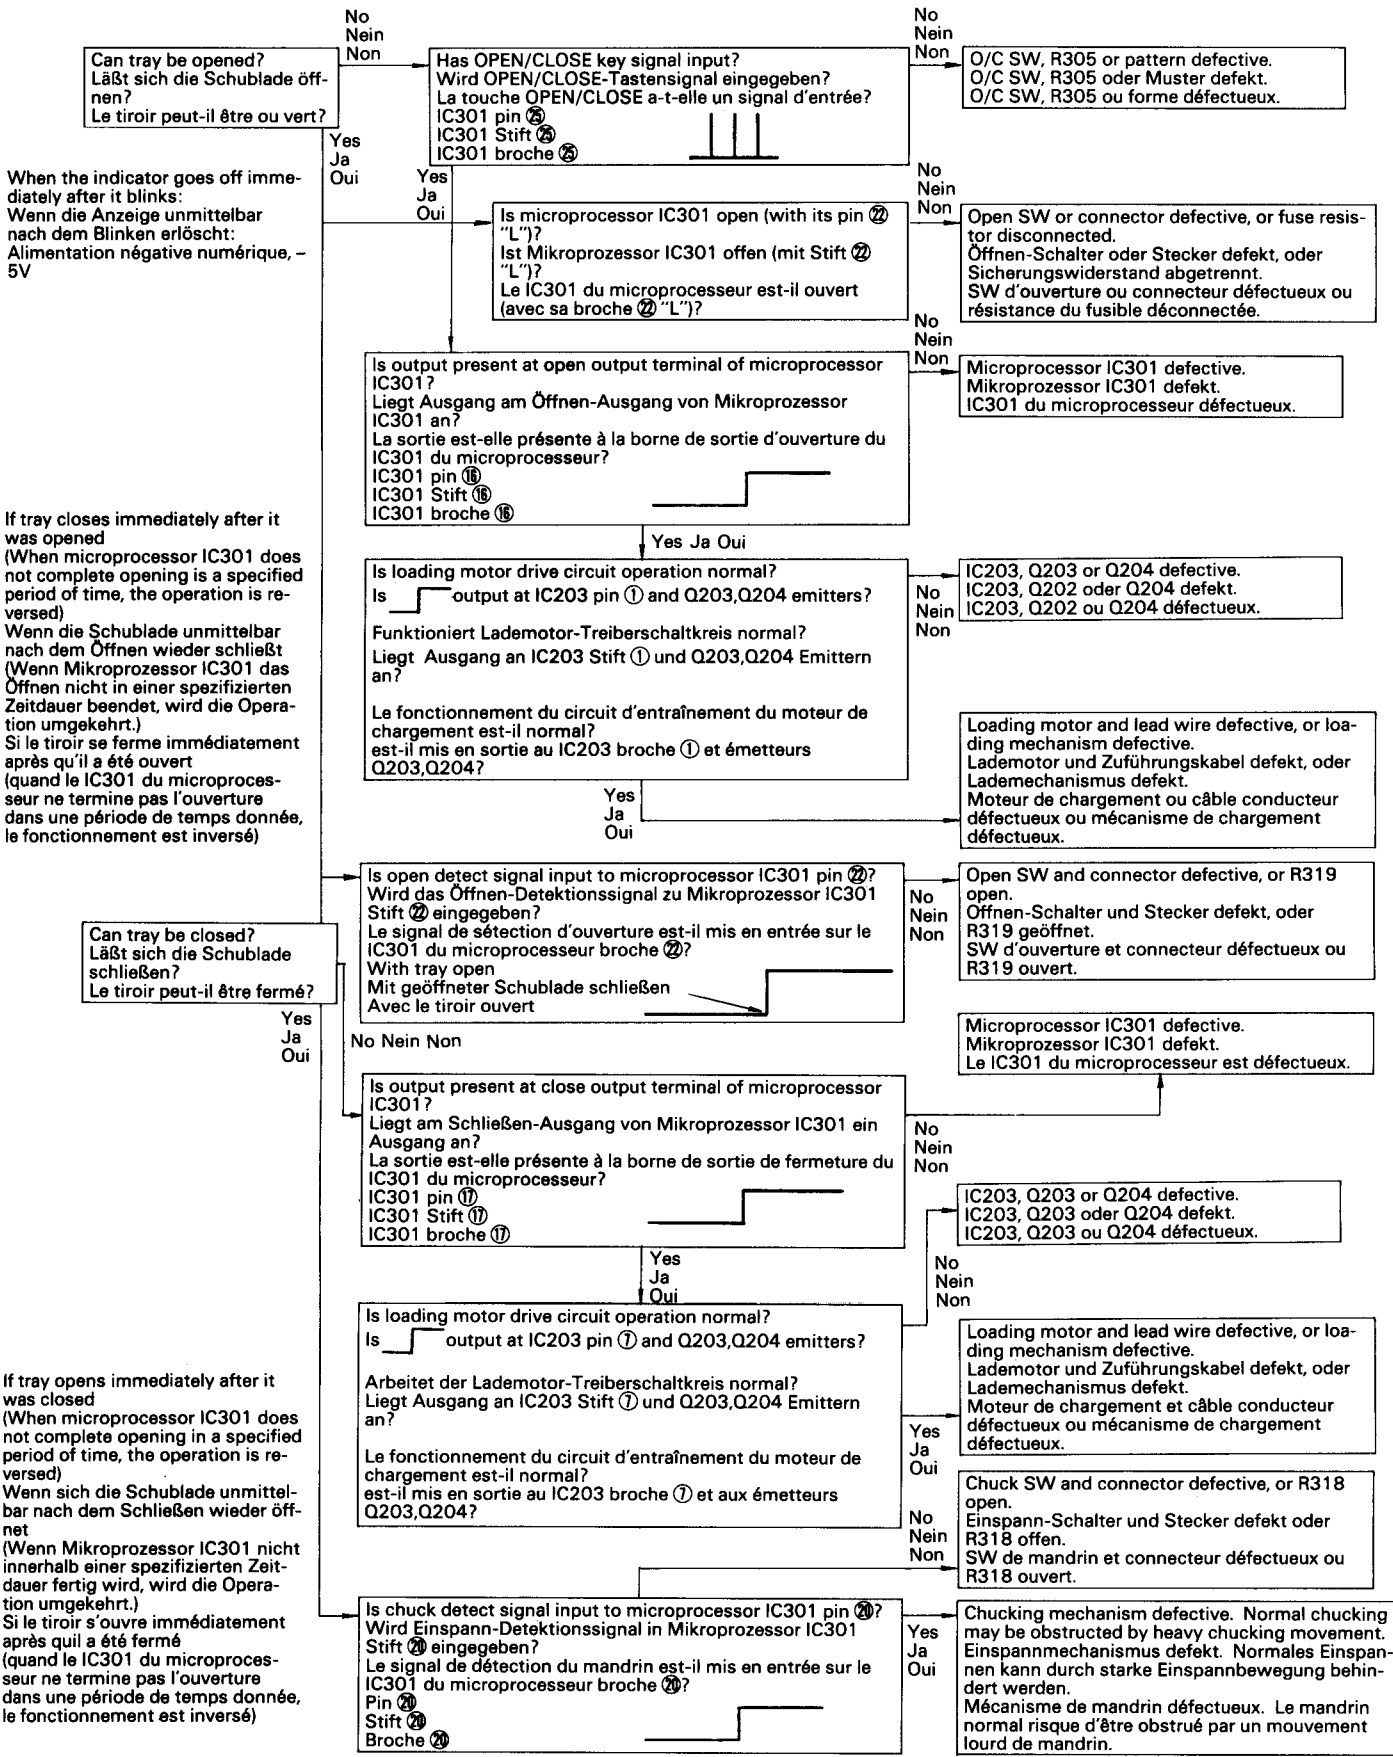 No
Nein
Non
No
Nein
Non
Can tray be opened?
Läßt sich die Schublade öff-
nen?
Le tiroir peut-il être ou vert?
Has OPEN/CLOSE key signal input?
Wird OPEN/CLOSE-Tastensignal eingegeben?
La touche OPEN/CLOSE a-t-elle un signal d'entrée?
IC301 pin ㉕
IC301 Stift ㉕
IC301 broche ㉕
O/C SW, R305 or pattern defective.
O/C SW, R305 oder Muster defekt.
O/C SW, R305 ou forme défectueux.
Yes
Ja
Oui
Yes
Ja
Oui
When the indicator goes off imme-
diately after it blinks:
Wenn die Anzeige unmittelbar
nach dem Blinken erlöscht:
Alimentation négative numérique, –
5V
Is microprocessor IC301 open (with its pin ㉒
"L")?
Ist Mikroprozessor IC301 offen (mit Stift ㉒
"L")?
Le IC301 du microprocesseur est-il ouvert
(avec sa broche ㉒ "L")?
No
Nein
Non
Open SW or connector defective, or fuse resis-
tor disconnected.
Öffnen-Schalter oder Stecker defekt, oder
Sicherungswiderstand abgetrennt.
SW d'ouverture ou connecteur défectueux ou
résistance du fusible déconnectée.
No
Nein
Non
Is output present at open output terminal of microprocessor
IC301?
Liegt Ausgang am Öffnen-Ausgang von Mikroprozessor
IC301 an?
La sortie est-elle présente à la borne de sortie d'ouverture du
IC301 du microprocesseur?
IC301 pin ⑯
IC301 Stift ⑯
IC301 broche ⑯
Microprocessor IC301 defective.
Mikroprozessor IC301 defekt.
IC301 du microprocesseur défectueux.
Yes Ja Oui
If tray closes immediately after it
was opened
(When microprocessor IC301 does
not complete opening is a specified
period of time, the operation is re-
versed)
Wenn die Schublade unmittelbar
nach dem Öffnen wieder schließt
(Wenn Mikroprozessor IC301 das
Öffnen nicht in einer spezifizierten
Zeitdauer beendet, wird die Opera-
tion umgekehrt.)
Si le tiroir se ferme immédiatement
après qu'il a été ouvert
(quand le IC301 du microproces-
seur ne termine pas l'ouverture
dans une période de temps donnée,
le fonctionnement est inversé)
Is loading motor drive circuit operation normal?
Is output at IC203 pin ① and Q203,Q204 emitters?
Funktioniert Lademotor-Treiberschaltkreis normal?
Liegt Ausgang an IC203 Stift ① und Q203,Q204 Emittern
an?
Le fonctionnement du circuit d'entraînement du moteur de
chargement est-il normal?
est-il mis en sortie au IC203 broche ① et émetteurs
Q203,Q204?
No
Nein
Non
IC203, Q203 or Q204 defective.
IC203, Q202 oder Q204 defekt.
IC203, Q202 ou Q204 défectueux.
Yes
Ja
Oui
Loading motor and lead wire defective, or loa-
ding mechanism defective.
Lademotor und Zuführungskabel defekt, oder
Lademechanismus defekt.
Moteur de chargement ou câble conducteur
défectueux ou mécanisme de chargement
défectueux.
Is open detect signal input to microprocessor IC301 pin ㉒?
Wird das Öffnen-Detektionssignal zu Mikroprozessor IC301
Stift ㉒ eingegeben?
Le signal de sétection d'ouverture est-il mis en entrée sur le
IC301 du microprocesseur broche ㉒?
With tray open
Mit geöffneter Schublade schließen
Avec le tiroir ouvert
No
Nein
Non
Open SW and connector defective, or R319
open.
Offnen-Schalter und Stecker defekt, oder
R319 geöffnet.
SW d'ouverture et connecteur défectueux ou
R319 ouvert.
Can tray be closed?
Läßt sich die Schublade
schließen?
Le tiroir peut-il être fermé?
Yes
Ja
Oui
No Nein Non
Microprocessor IC301 defective.
Mikroprozessor IC301 defekt.
Le IC301 du microprocesseur est défectueux.
Is output present at close output terminal of microprocessor
IC301?
Liegt am Schließen-Ausgang von Mikroprozessor IC301 ein
Ausgang an?
La sortie est-elle présente à la borne de sortie de fermeture du
IC301 du microprocesseur?
IC301 pin ⑰
IC301 Stift ⑰
IC301 broche ⑰
No
Nein
Non
IC203, Q203 or Q204 defective.
IC203, Q203 oder Q204 defekt.
IC203, Q203 ou Q204 défectueux.
Yes
Ja
Oui
No
Nein
Non
Is loading motor drive circuit operation normal?
Is output at IC203 pin ⑦ and Q203,Q204 emitters?
Arbeitet der Lademotor-Treiberschaltkreis normal?
Liegt Ausgang an IC203 Stift ⑦ und Q203,Q204 Emittern
an?
Le fonctionnement du circuit d'entraînement du moteur de
chargement est-il normal?
est-il mis en sortie au IC203 broche ⑦ et aux émetteurs
Q203,Q204?
Loading motor and lead wire defective, or loa-
ding mechanism defective.
Lademotor und Zuführungskabel defekt, oder
Lademechanismus defekt.
Moteur de chargement et câble conducteur
défectueux ou mécanisme de chargement
défectueux.
Yes
Ja
Oui
If tray opens immediately after it
was closed
(When microprocessor IC301 does
not complete opening in a specified
period of time, the operation is re-
versed)
Wenn sich die Schublade unmittel-
bar nach dem Schließen wieder öff-
net
(Wenn Mikroprozessor IC301 nicht
innerhalb einer spezifizierten Zeit-
dauer fertig wird, wird die Opera-
tion umgekehrt.)
Si le tiroir s'ouvre immédiatement
après quil a été fermé
(quand le IC301 du microproces-
seur ne termine pas l'ouverture
dans une période de temps donnée,
le fonctionnement est inversé)
No
Nein
Non
Chuck SW and connector defective, or R318
open.
Einspann-Schalter und Stecker defekt oder
R318 offen.
SW de mandrin et connecteur défectueux ou
R318 ouvert.
Is chuck detect signal input to microprocessor IC301 pin ⑳?
Wird Einspann-Detektionssignal in Mikroprozessor IC301
Stift ⑳ eingegeben?
Le signal de détection du mandrin est-il mis en entrée sur le
IC301 du microprocesseur broche ⑳?
Pin ⑳
Stift ⑳
Broche ⑳
Yes
Ja
Oui
Chucking mechanism defective. Normal chucking
may be obstructed by heavy chucking movement.
Einspannmechanismus defekt. Normales Einspan-
nen kann durch starke Einspannbewegung behin-
dert werden.
Mécanisme de mandrin défectueux. Le mandrin
normal risque d'être obstrué par un mouvement
lourd de mandrin.